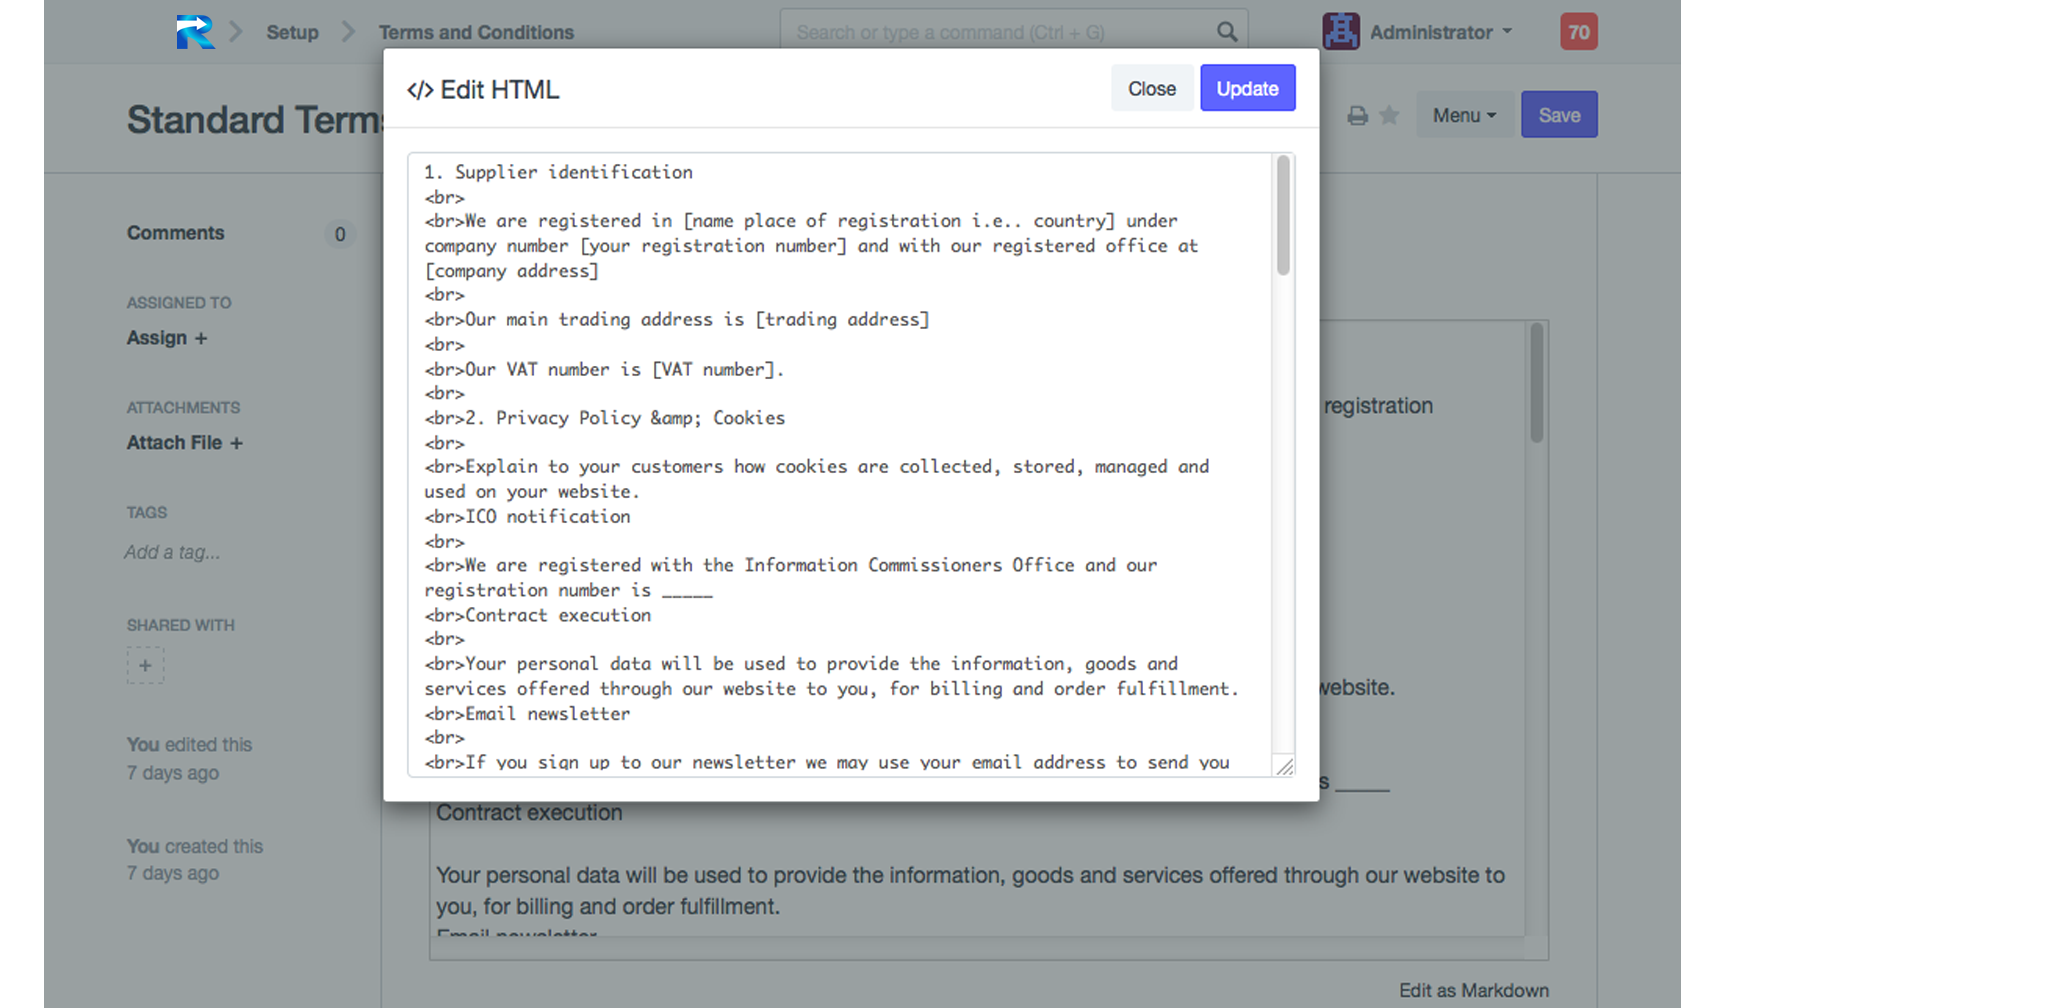 Setup
Terms and Conditions
Search or type a command (Ctrl + G)
Administrator
70
</> Edit HTML
Close
Update
Standard Terms
Menu
Save
1. Supplier identification
<br>
<br>We are registered in [name place of registration i.e.. country] under
company number [your registration number] and with our registered office at
[company address]
<br>
<br>Our main trading address is [trading address]
<br>
<br>Our VAT number is [VAT number].
<br>
<br>2. Privacy Policy &amp; Cookies
<br>
<br>Explain to your customers how cookies are collected, stored, managed and
used on your website.
<br>ICO notification
<br>
<br>We are registered with the Information Commissioners Office and our
registration number is _____
<br>Contract execution
<br>
<br>Your personal data will be used to provide the information, goods and
services offered through our website to you, for billing and order fulfillment.
<br>Email newsletter
<br>
<br>If you sign up to our newsletter we may use your email address to send you
Comments
0
ASSIGNED TO
Assign +
ATTACHMENTS
Attach File +
TAGS
Add a tag...
SHARED WITH
+
You edited this
7 days ago
You created this
7 days ago
registration
website.
s _____
Contract execution
Your personal data will be used to provide the information, goods and services offered through our website to
you, for billing and order fulfillment.
Email newsletter
Edit as Markdown